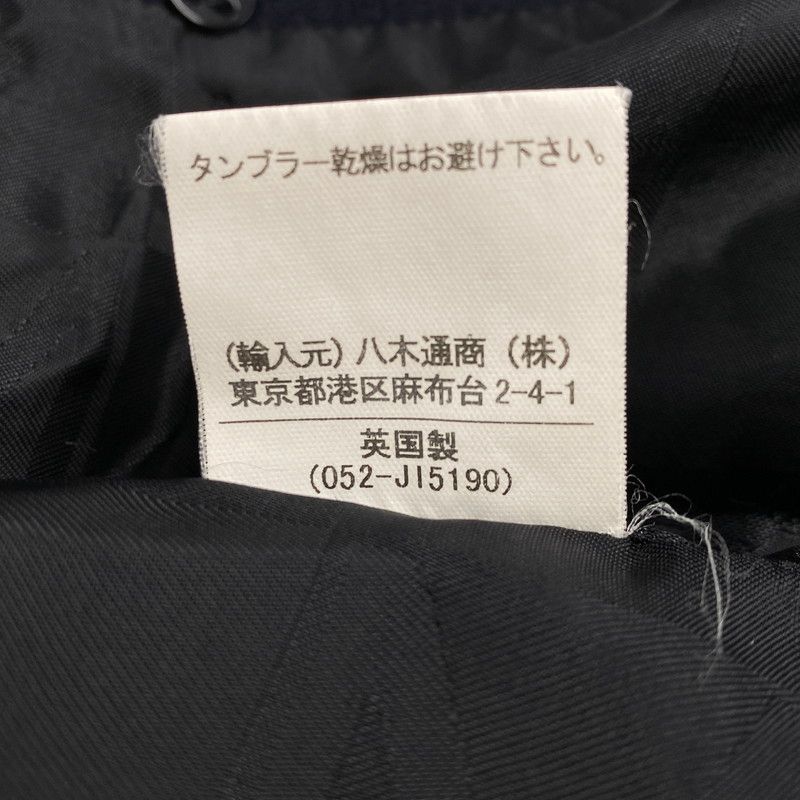 タンブラー乾燥はお避け下さい。
(輸入元) 八木通商 (株)
東京都港区麻布台2-4-1
英国製
(052-JI5190)